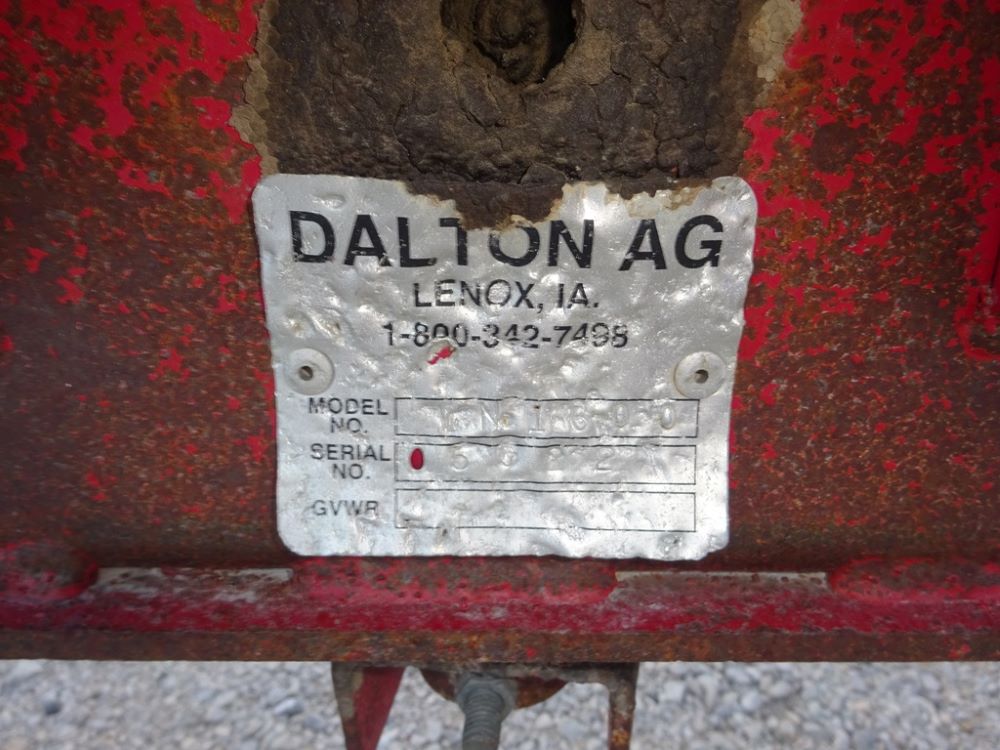 DALTON AG
LENOX, IA.
1-800-342-7498
MODEL NO.
SERIAL NO.
GVWR